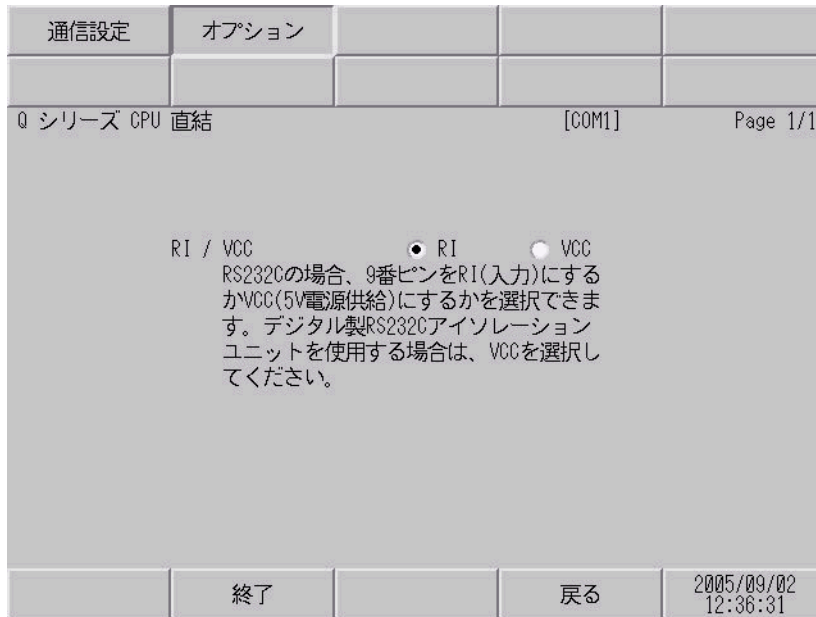 通信設定 オプション
Q シリーズ CPU 直結 [COM1] Page 1/1
RI / VCC RI VCC
RS232Cの場合、9番ピンをRI(入力)にする
かVCC(5V電源供給)にするかを選択できま
す。デジタル製RS232Cアイソレーション
ユニットを使用する場合は、VCCを選択し
てください。
終了 戻る 2005/09/02
12:36:31